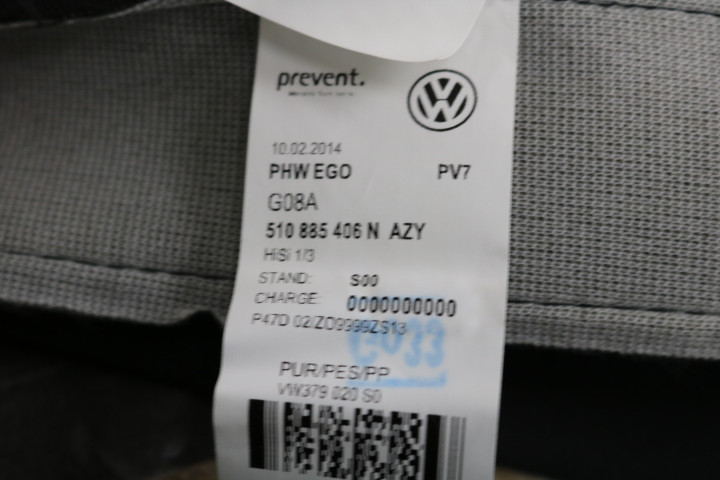 prevent.
10.02.2014
PHW EGO PV7
G08A
510 885 406 N AZY
HiSi 1/3
STAND: S00
CHARGE: 0000000000
P47D 02/ZO9999ZS13
PUR/PES/PP
VW379 020 S0